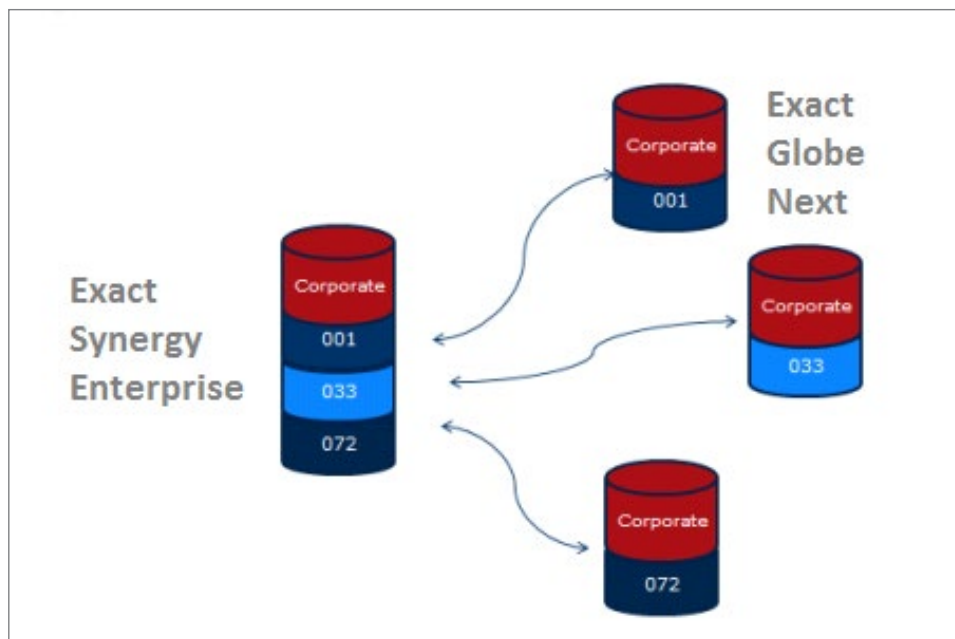 Exact
Synergy
Enterprise
Corporate
001
033
072
Corporate
001
Exact
Globe
Next
Corporate
033
Corporate
072